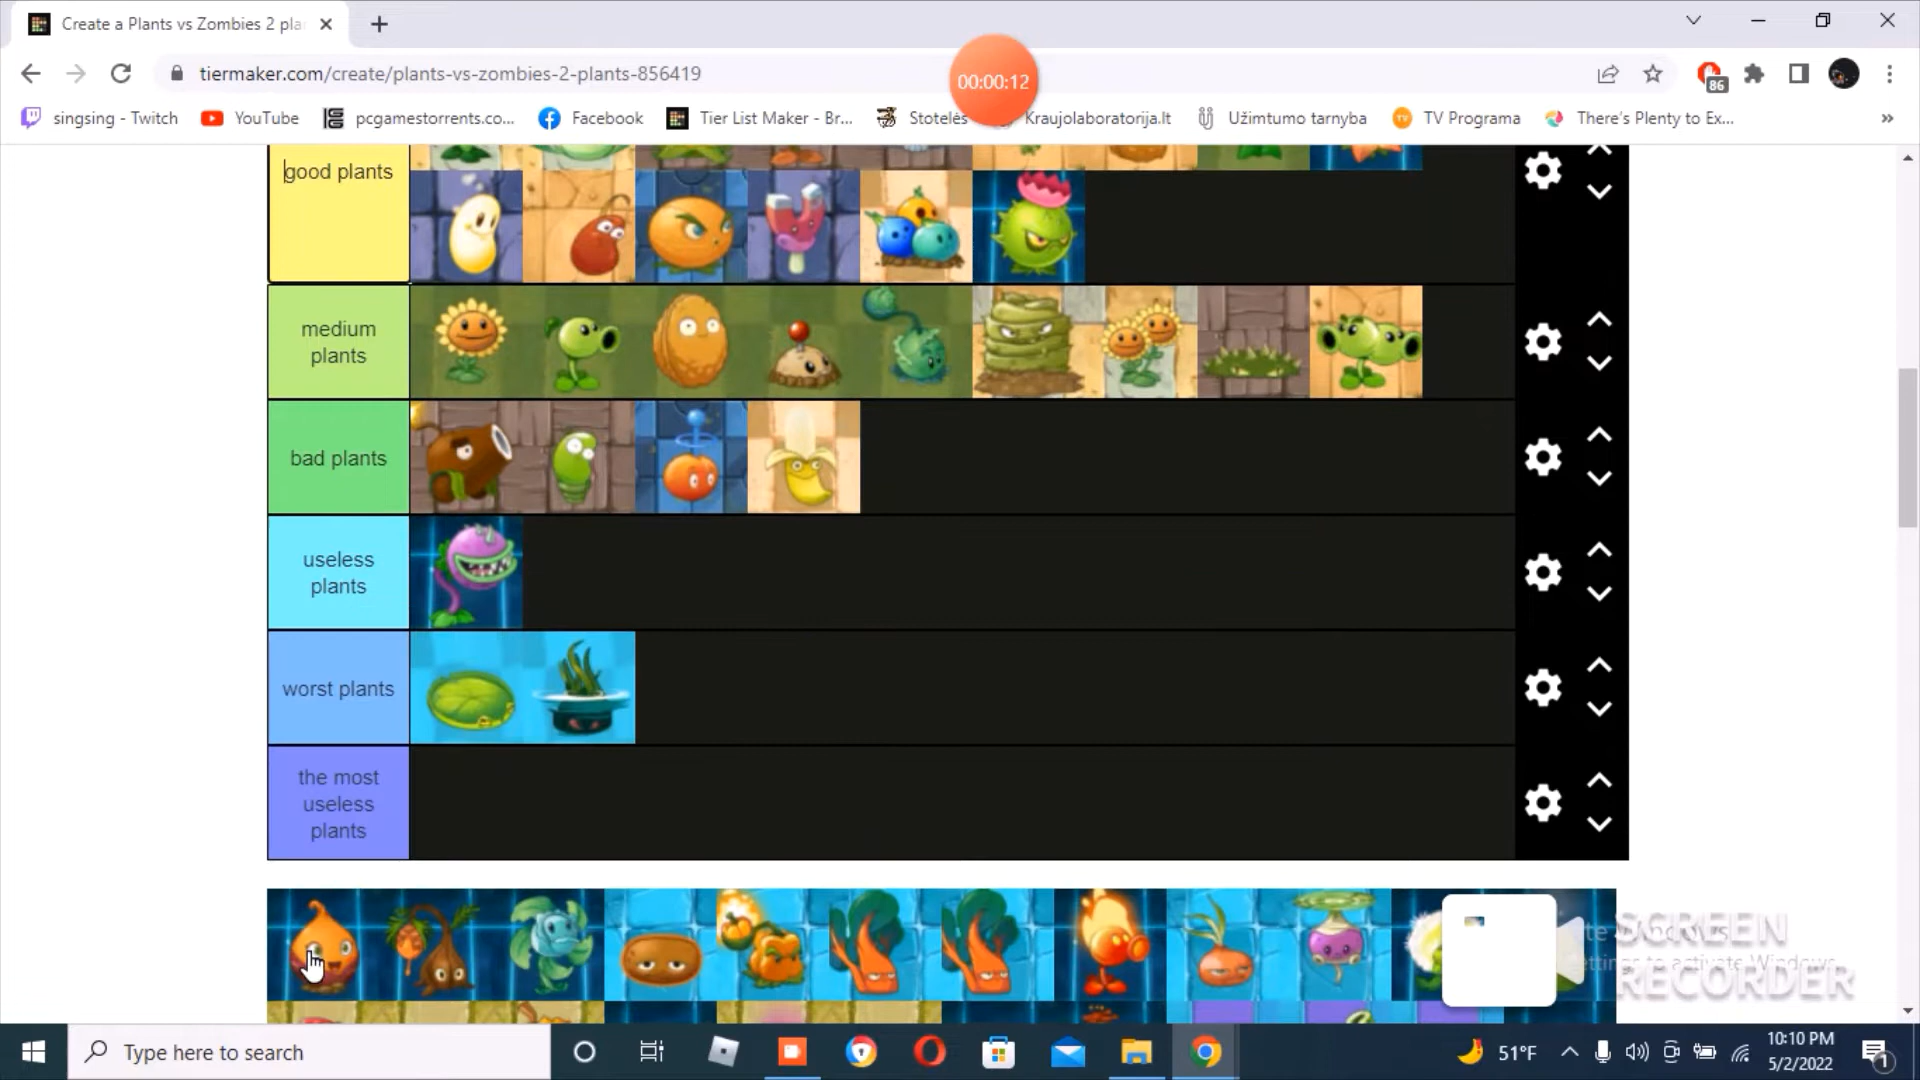 Create a Plants vs Zombies 2 pla
tiermaker.com/create/plants-vs-zombies-2-plants-856419
00:00:12
86
singsing - Twitch
YouTube
pcgamestorrents.co...
Facebook
Tier List Maker - Br...
Stotelės
Kraujolaboratorija.lt
Užimtumo tarnyba
TV Programa
There's Plenty to Ex...
good plants
medium
plants
bad plants
useless
plants
worst plants
the most
useless
plants
SCREEN
RECORDER
Type here to search
51°F
10:10 PM
5/2/2022
1